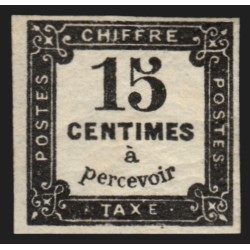 CHIFFRE
POSTES
15
CENTIMES
à
percevoir
POSTES
TAXE